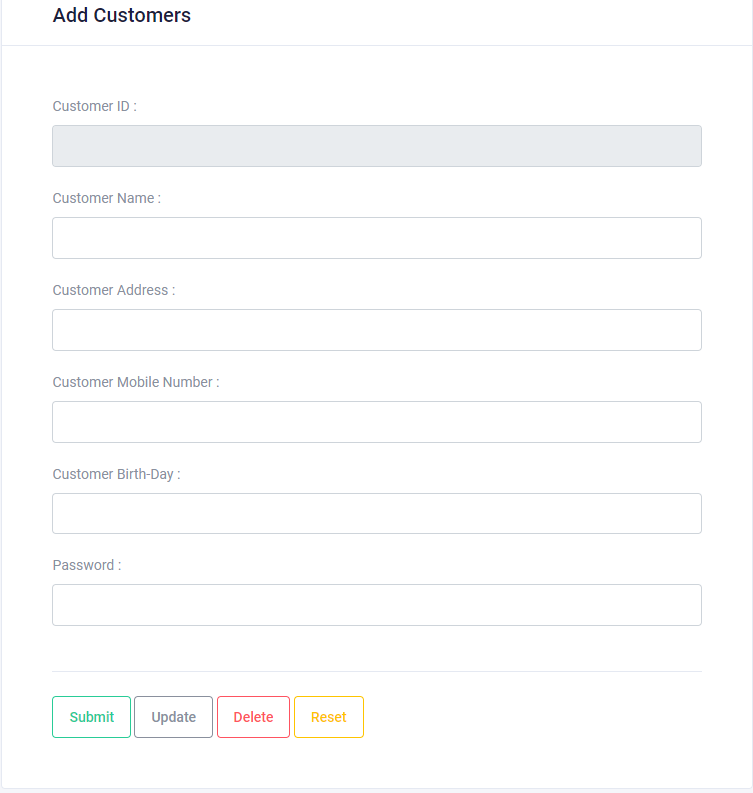 Add Customers
Customer ID :
Customer Name :
Customer Address :
Customer Mobile Number :
Customer Birth-Day :
Password :
Submit Update Delete Reset